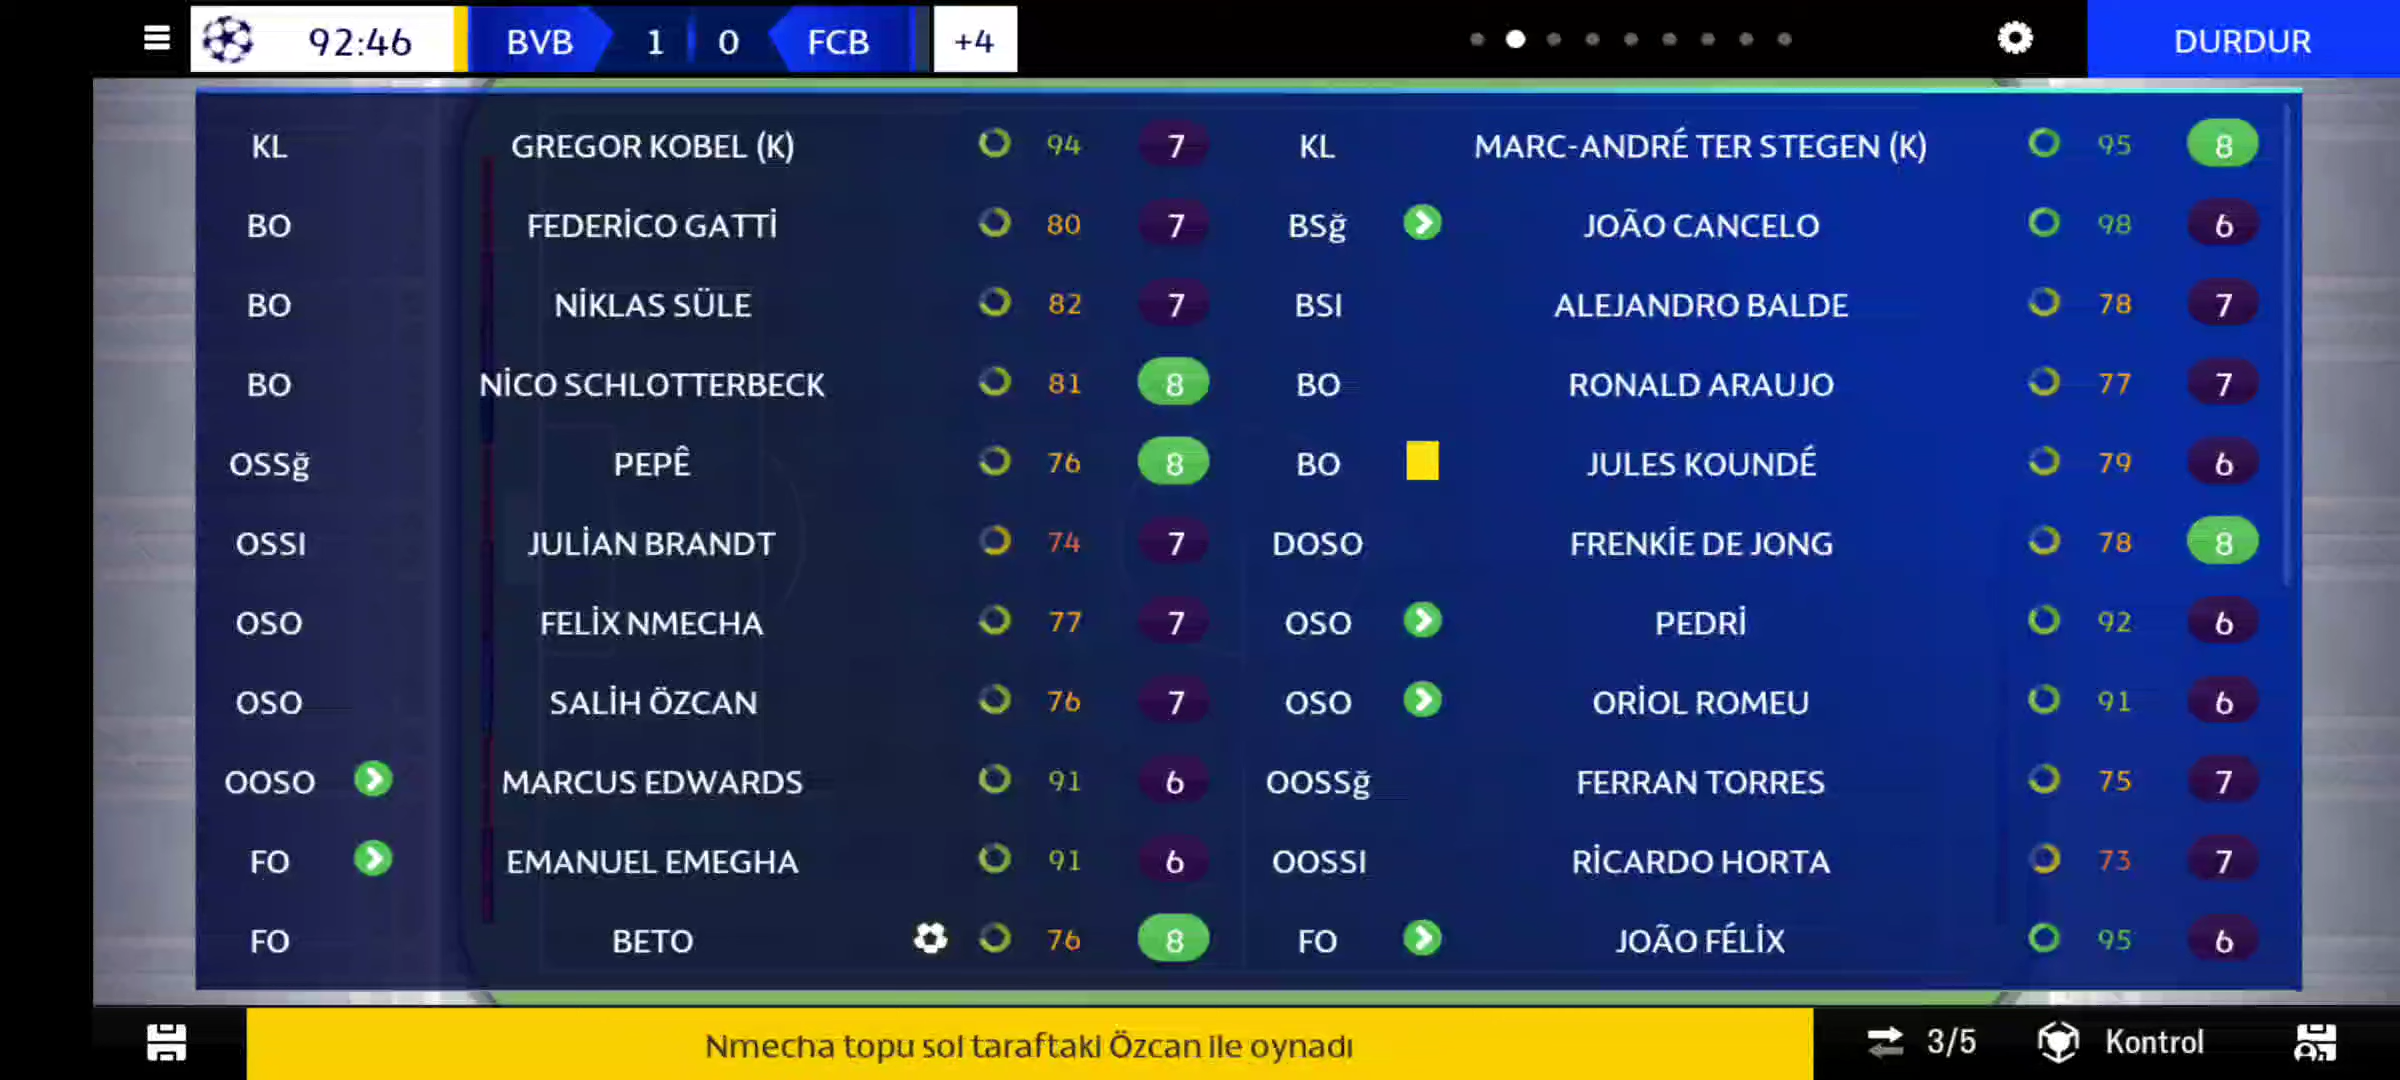 92:46 BVB 1 0 FCB +4 DURDUR
KL GREGOR KOBEL (K) 94 7 KL MARC-ANDRÉ TER STEGEN (K) 95 8
BO FEDERİCO GATTİ 80 7 BSğ JOÃO CANCELO 98 6
BO NİKLAS SÜLE 82 7 BSl ALEJANDRO BALDE 78 7
BO NİCO SCHLOTTERBECK 81 8 BO RONALD ARAUJO 77 7
OSSğ PEPÊ 76 8 BO JULES KOUNDÉ 79 6
OSSl JULİAN BRANDT 74 7 DOSO FRENKİE DE JONG 78 8
OSO FELİX NMECHA 77 7 OSO PEDRİ 92 6
OSO SALİH ÖZCAN 76 7 OSO ORİOL ROMEU 91 6
OOSO MARCUS EDWARDS 91 6 OOSSğ FERRAN TORRES 75 7
FO EMANUEL EMEGHA 91 6 OOSSl RİCARDO HORTA 73 7
FO BETO 76 8 FO JOÃO FÉLİX 95 6
Nmecha topu sol taraftaki Özcan ile oynadı 3/5 Kontrol